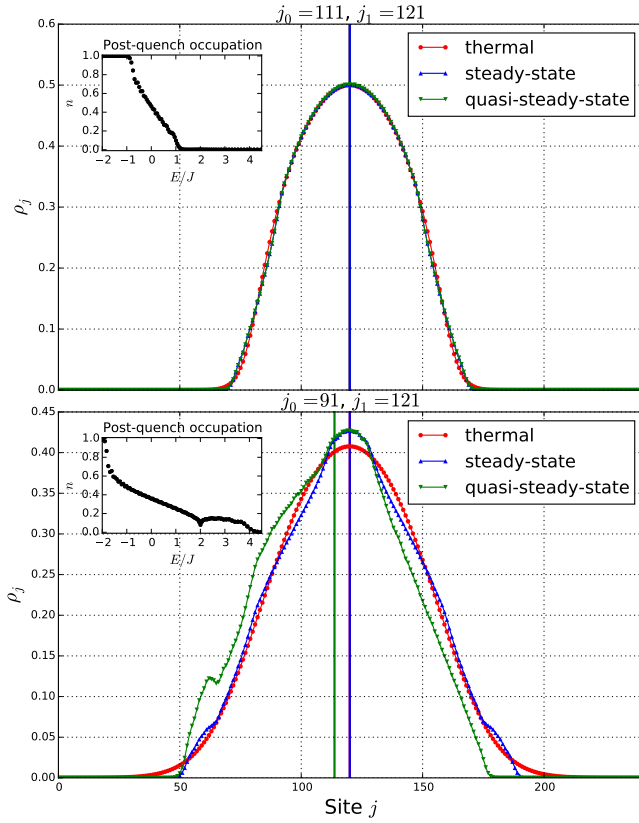 j₀ =111, j₁ =121
0.6
0.5
0.4
0.3
0.2
0.1
0.0
ρⱼ
Post-quench occupation
1.0
0.8
0.6
0.4
0.2
0.0
n
−2 −1 0 1 2 3 4
E/J
thermal
steady-state
quasi-steady-state
j₀ =91, j₁ =121
0.45
0.40
0.35
0.30
0.25
0.20
0.15
0.10
0.05
0.00
ρⱼ
Post-quench occupation
1.0
0.8
0.6
0.4
0.2
0.0
n
−2 −1 0 1 2 3 4
E/J
thermal
steady-state
quasi-steady-state
0 50 100 150 200
Site j